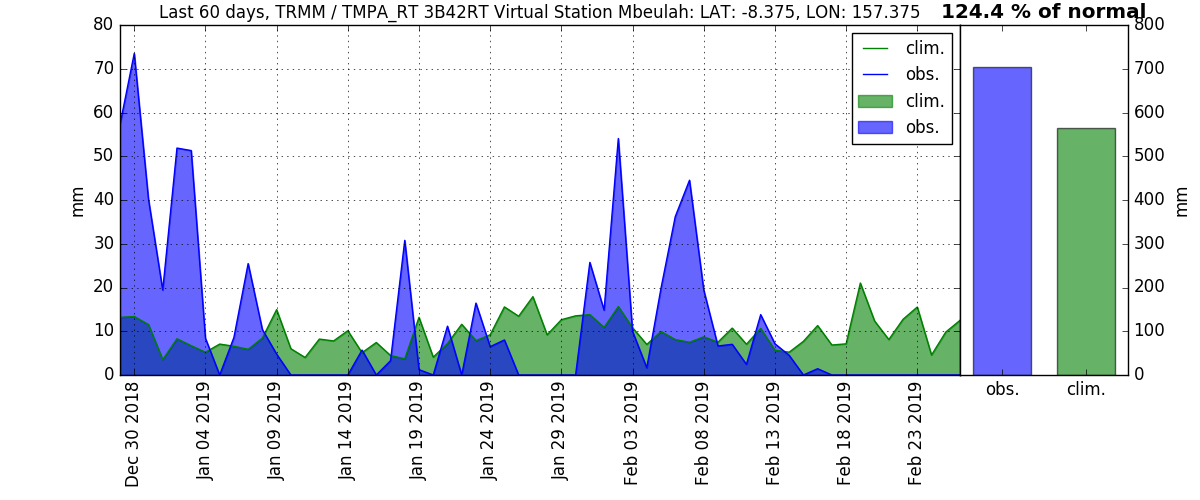 Last 60 days, TRMM / TMPA_RT 3B42RT Virtual Station Mbeulah: LAT: -8.375, LON: 157.375
124.4 % of normal
80
70
60
50
40
30
20
10
0
mm
clim.
obs.
clim.
obs.
800
700
600
500
400
300
200
100
0
mm
Dec 30 2018
Jan 04 2019
Jan 09 2019
Jan 14 2019
Jan 19 2019
Jan 24 2019
Jan 29 2019
Feb 03 2019
Feb 08 2019
Feb 13 2019
Feb 18 2019
Feb 23 2019
obs.
clim.